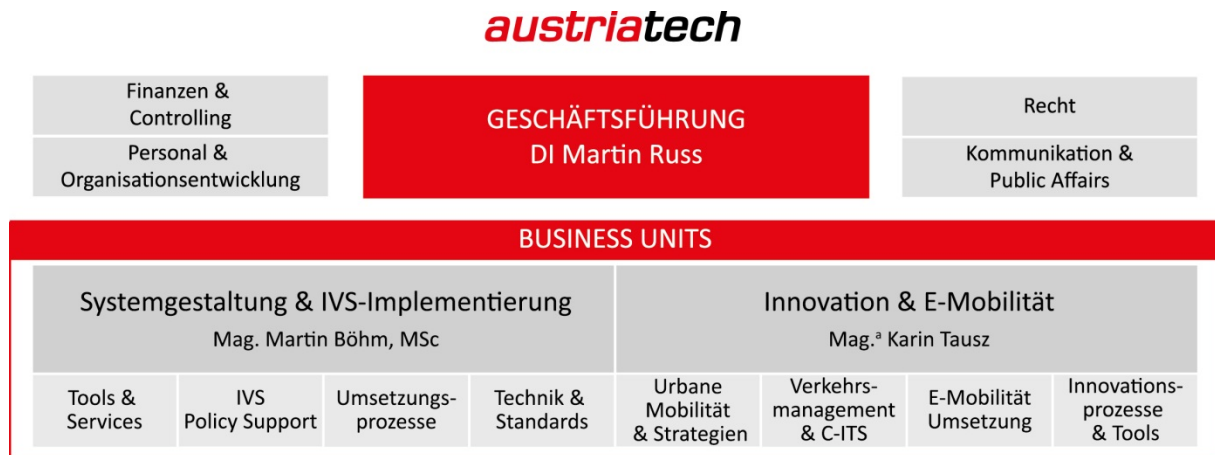 austriatech
Finanzen &
Controlling
Personal &
Organisationsentwicklung
GESCHÄFTSFÜHRUNG
DI Martin Russ
Recht
Kommunikation &
Public Affairs
BUSINESS UNITS
Systemgestaltung & IVS-Implementierung
Mag. Martin Böhm, MSc
Innovation & E-Mobilität
Mag.ª Karin Tausz
Tools &
Services
IVS
Policy Support
Umsetzungs-
prozesse
Technik &
Standards
Urbane
Mobilität
& Strategien
Verkehrs-
management
& C-ITS
E-Mobilität
Umsetzung
Innovations-
prozesse
& Tools